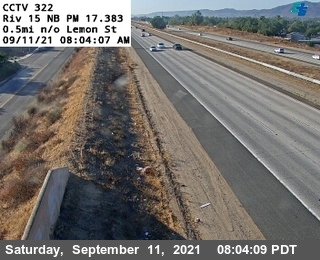 CCTV 322
Riv 15 NB PM 17.383
0.5mi n/o Lemon St
09/11/21 08:04:07 AM
Saturday, September 11, 2021 08:04:09 PDT